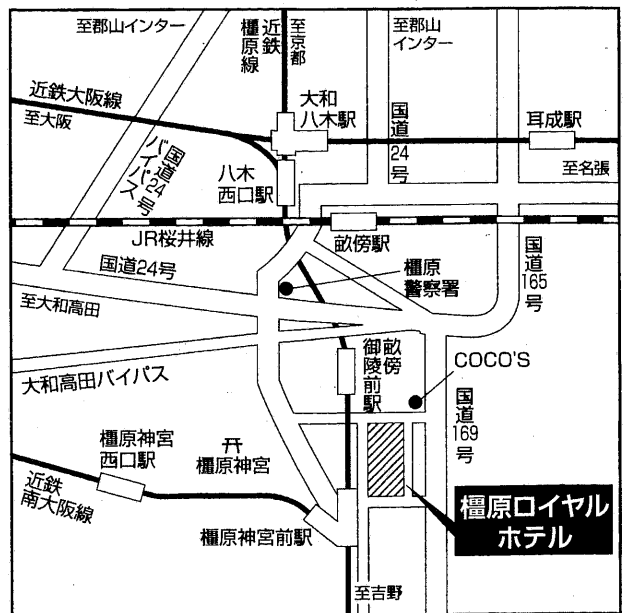 至郡山インター
近鉄
橿原線
至京都
至郡山
インター
近鉄大阪線
至大阪
大和
八木駅
国道24号
耳成駅
国道24号
バイパス
八木
西口駅
至名張
JR桜井線
畝傍駅
国道24号
橿原
警察署
国道165号
至大和高田
大和高田バイパス
畝傍
御陵前駅
COCO'S
国道169号
橿原神宮
西口駅
橿原神宮
近鉄
南大阪線
橿原神宮前駅
橿原ロイヤル
ホテル
至吉野